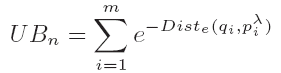 $UB_n = \sum_{i=1}^{m} e^{-Dist_e(q_i, p_i^{\lambda})}$